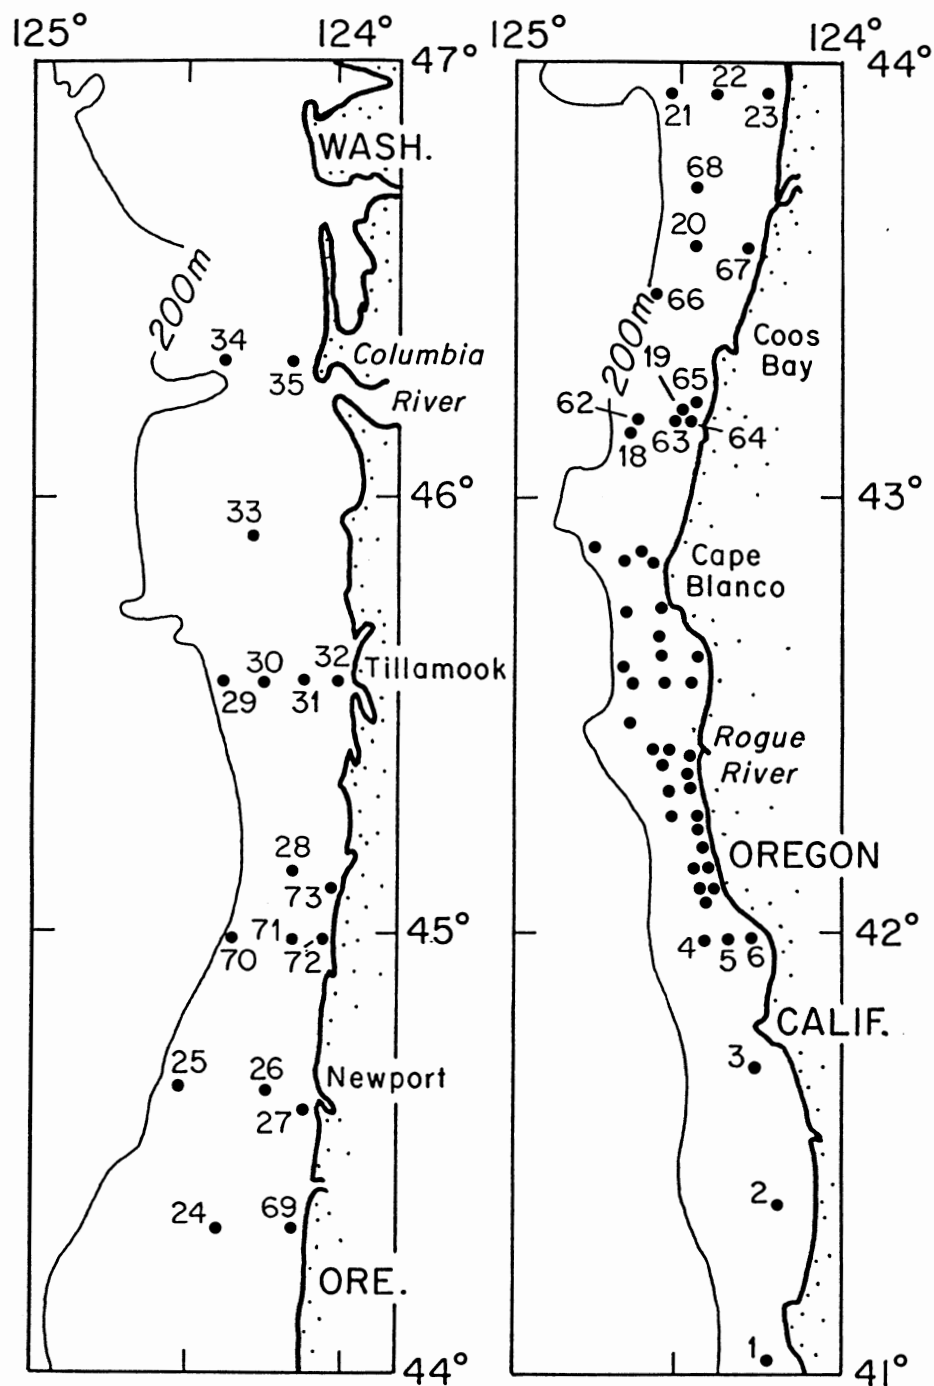 125° 124°
47°
WASH.
200m
34
35
Columbia
River
46°
33
30 32
Tillamook
29 31
28
73
45°
71
70 72
25 26
Newport
27
24 69
ORE.
44°
125° 124°
44°
22
21 23
68
20
67
66
200m
Coos
Bay
19 65
62
63 64
18
43°
Cape
Blanco
Rogue
River
OREGON
42°
4 5 6
CALIF.
3
2
1
41°